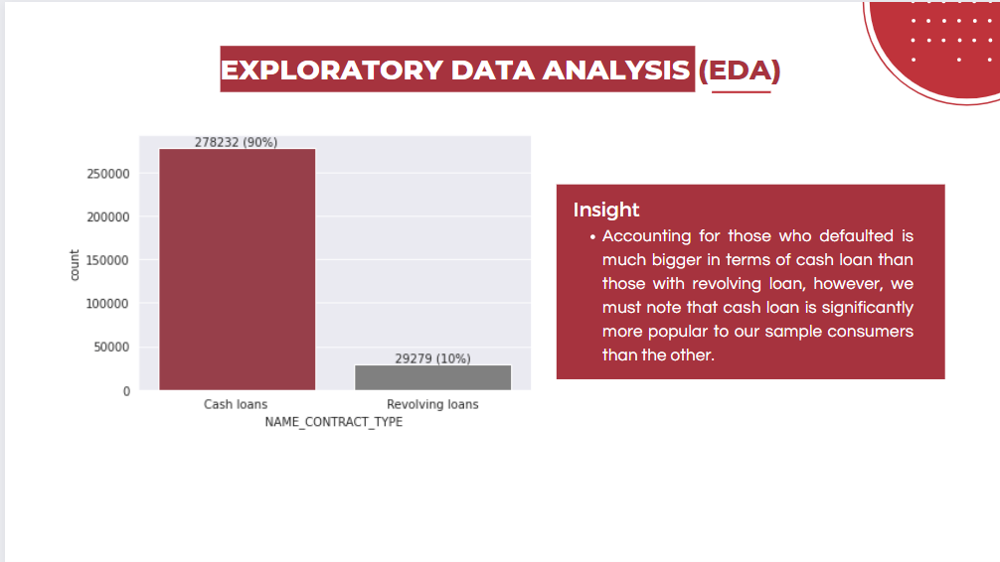 EXPLORATORY DATA ANALYSIS (EDA)
278232 (90%)
250000
200000
150000
100000
50000
0
count
29279 (10%)
Cash loans
Revolving loans
NAME_CONTRACT_TYPE
Insight
• Accounting for those who defaulted is
much bigger in terms of cash loan than
those with revolving loan, however, we
must note that cash loan is significantly
more popular to our sample consumers
than the other.